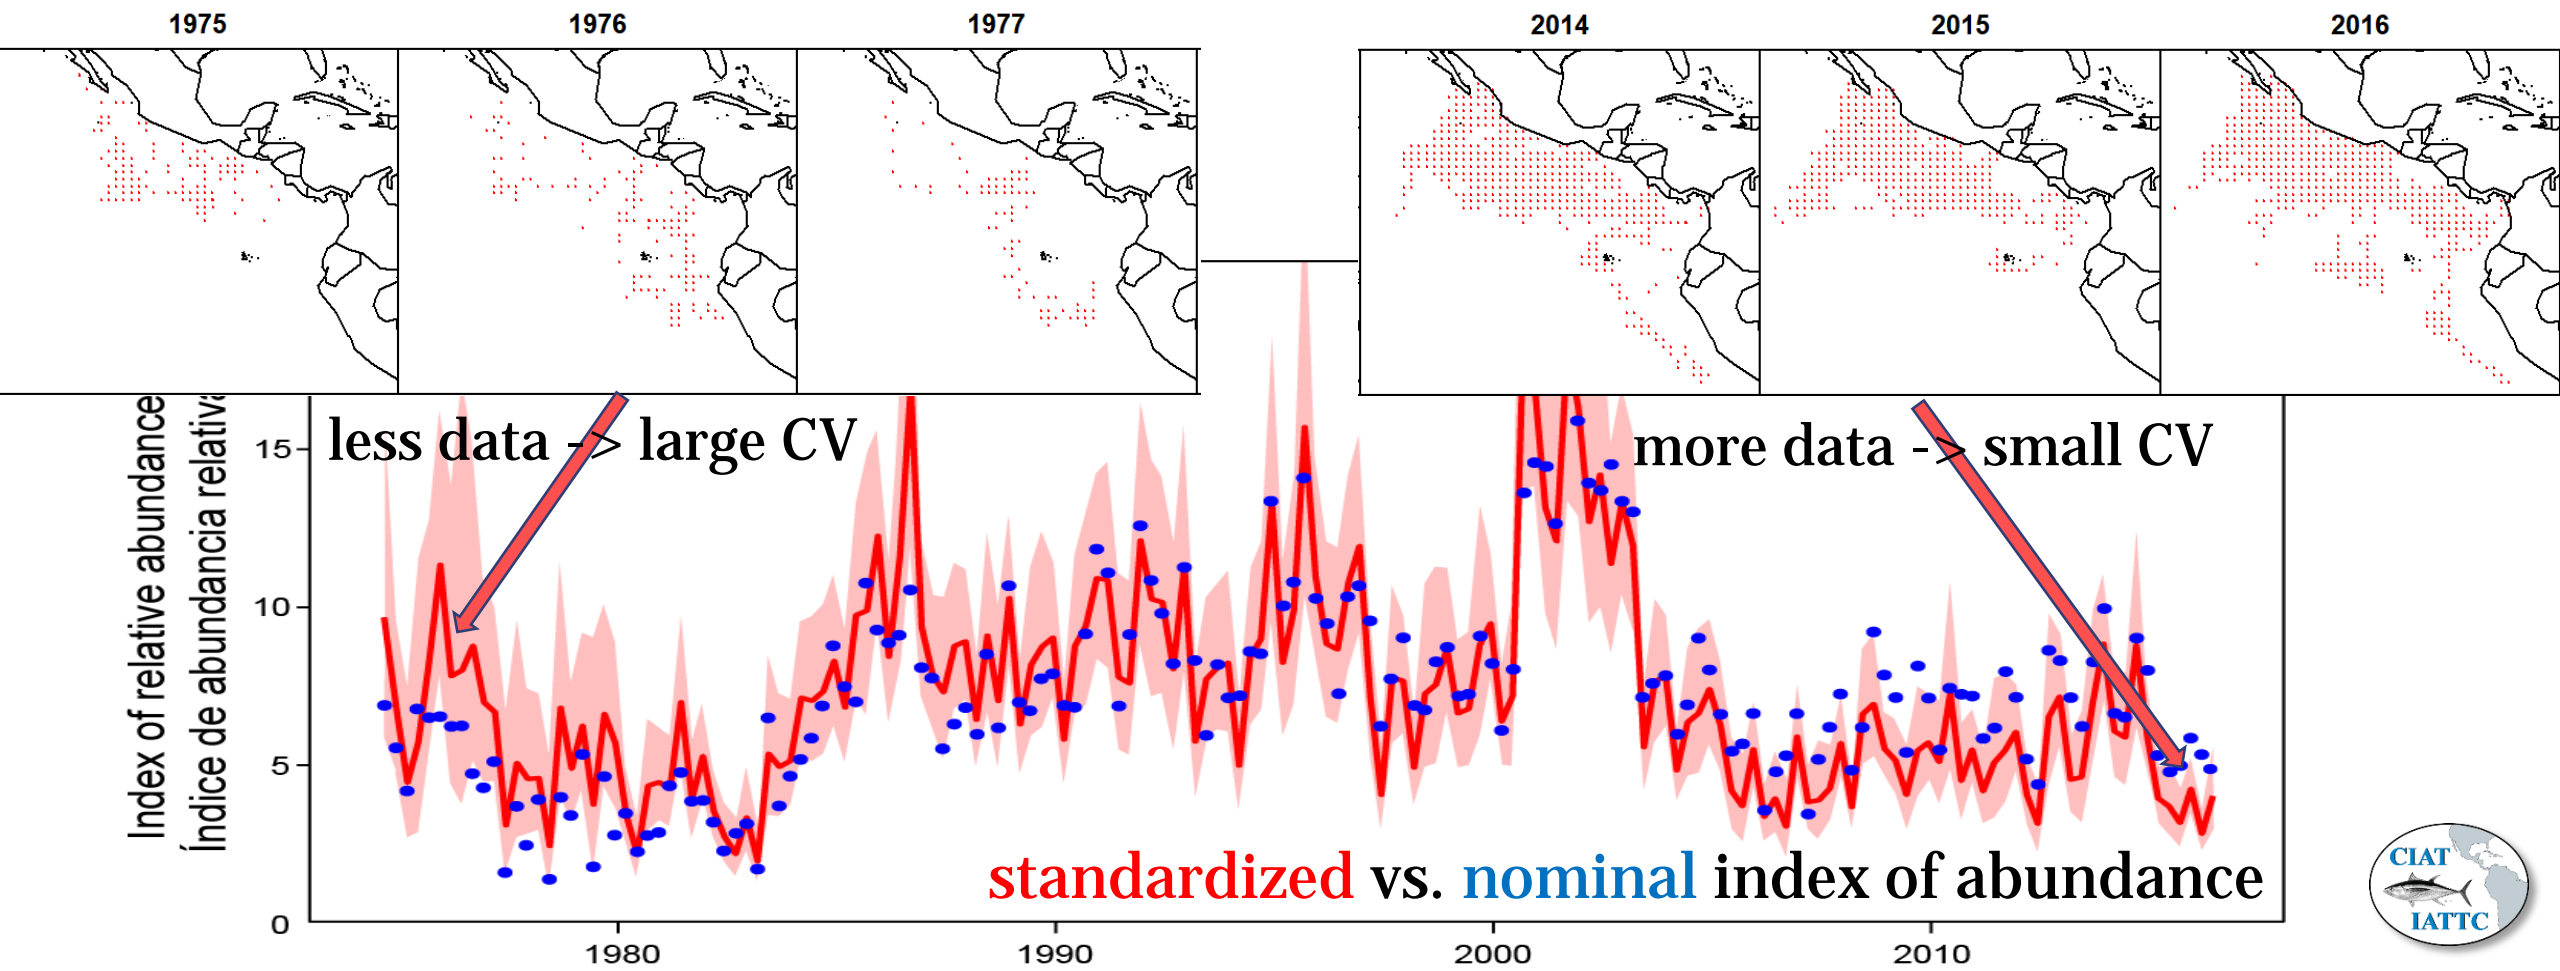 1975
1976
1977
2014
2015
2016
less data -> large CV
more data -> small CV
Index of relative abundance
Índice de abundancia relativa
15
10
5
0
standardized vs. nominal index of abundance
1980
1990
2000
2010
CIAT
IATTC